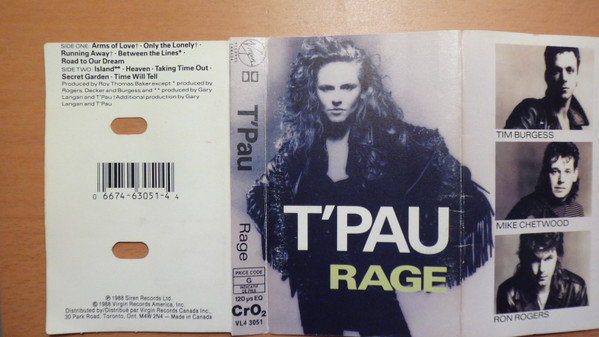 SIDE ONE: Arms of Love† · Only the Lonely† ·
Running Away† · Between the Lines* ·
Road to Our Dream
SIDE TWO: Island** · Heaven · Taking Time Out ·
Secret Garden · Time Will Tell
Produced by Roy Thomas Baker except * produced by
Rogers, Decker and Burgess and ** produced by Gary
Langan and T'Pau †Additional production by Gary
Langan and T'Pau
0 6674-63051-4 4
℗ 1988 Siren Records Ltd.
© 1988 Virgin Records America, Inc.
Distributed by/Distribué par Virgin Records Canada Inc.,
30 Park Road, Toronto, Ont. M4W 2N4 — Made in Canada
T'Pau
Rage
PRICE CODE
G
120 µs EQ
CrO₂
VL4 3051
T'PAU
RAGE
TIM BURGESS
MIKE CHETWOOD
RON ROGERS